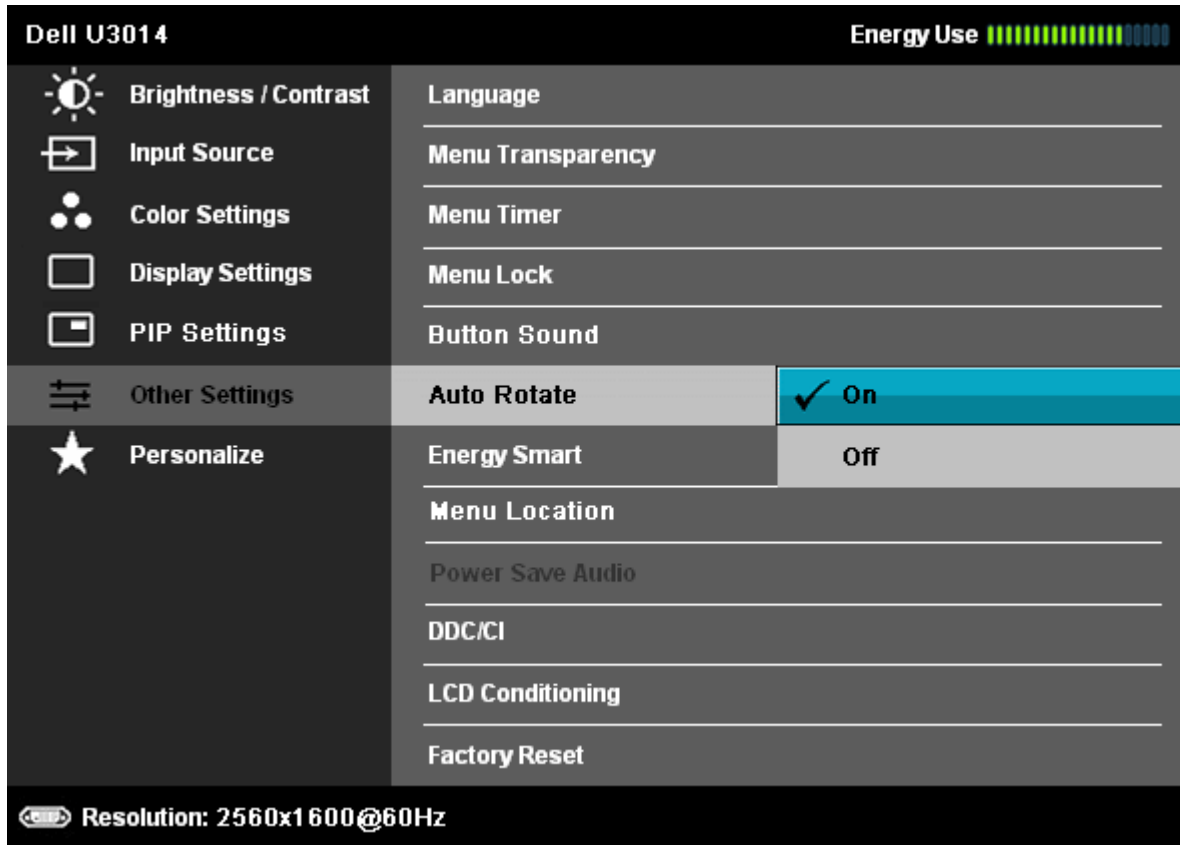 Dell U3014 Energy Use
Brightness / Contrast Language
Input Source Menu Transparency
Color Settings Menu Timer
Display Settings Menu Lock
PIP Settings Button Sound
Other Settings Auto Rotate On
Personalize Energy Smart Off
Menu Location
Power Save Audio
DDC/CI
LCD Conditioning
Factory Reset
Resolution: 2560x1600@60Hz